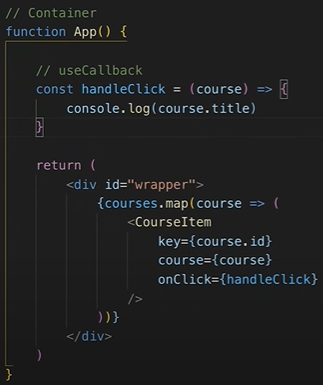 // Container
function App() {
// useCallback
const handleClick = (course) => {
console.log(course.title)
}
return (
<div id="wrapper">
{courses.map(course => (
<CourseItem
key={course.id}
course={course}
onClick={handleClick}
/>
))}
</div>
)
}